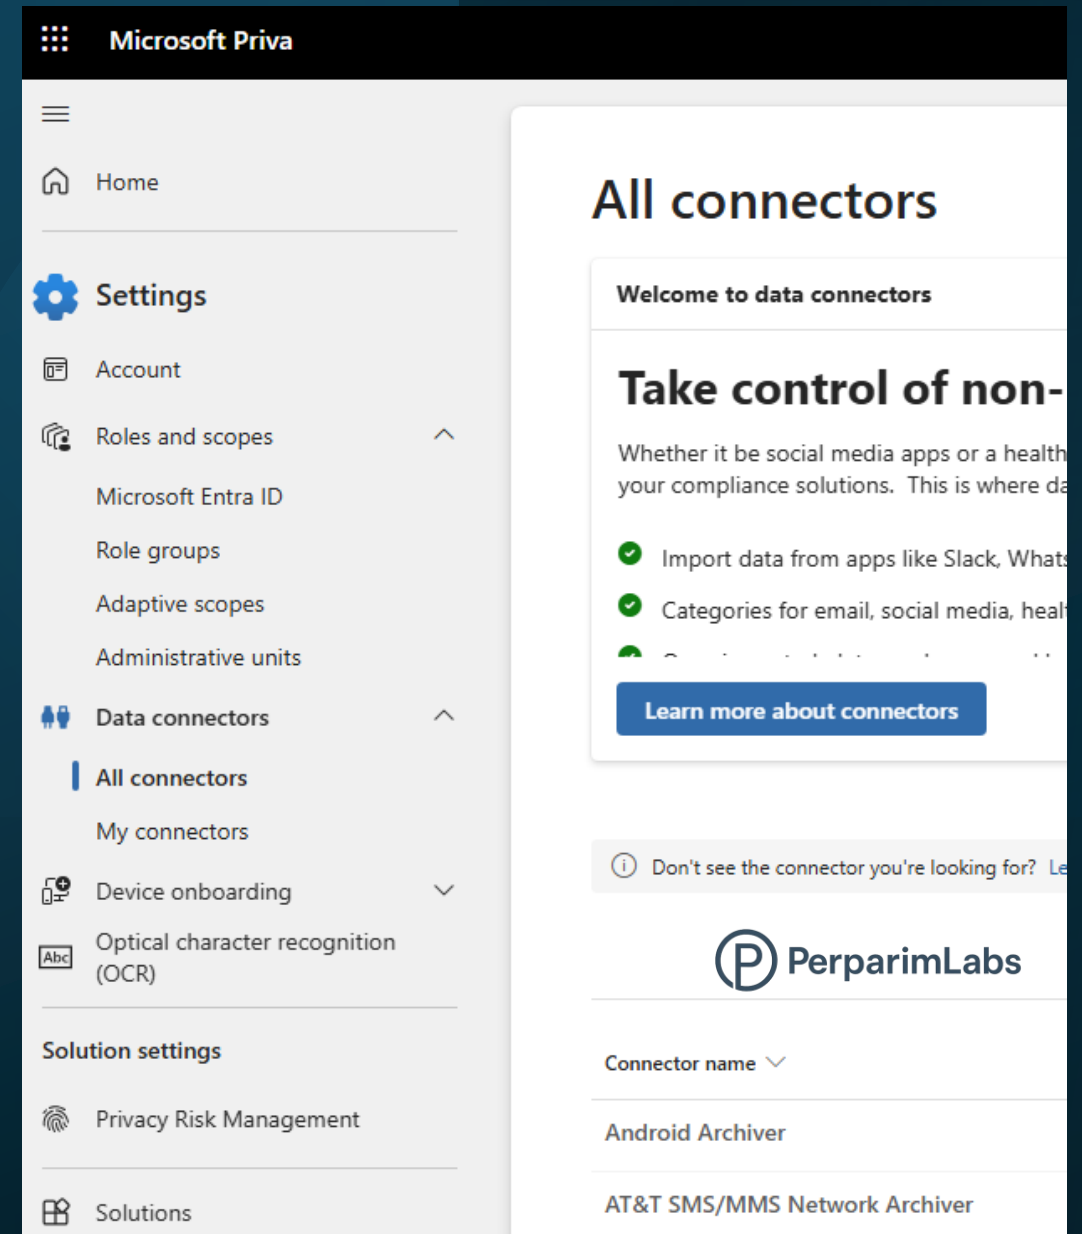 Microsoft Priva
Home
Settings
Account
Roles and scopes
Microsoft Entra ID
Role groups
Adaptive scopes
Administrative units
Data connectors
All connectors
My connectors
Device onboarding
Abc
Optical character recognition
(OCR)
Solution settings
Privacy Risk Management
Solutions
All connectors
Welcome to data connectors
Take control of non-
Whether it be social media apps or a health
your compliance solutions.  This is where da
Import data from apps like Slack, Whats
Categories for email, social media, healt
Learn more about connectors
Don't see the connector you're looking for? Le
PerparimLabs
Connector name
Android Archiver
AT&T SMS/MMS Network Archiver